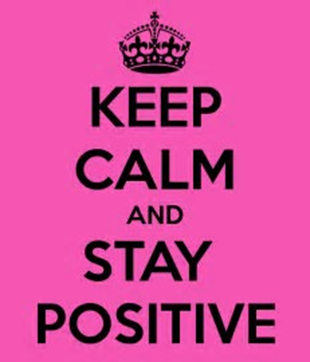 KEEP
CALM
AND
STAY
POSITIVE